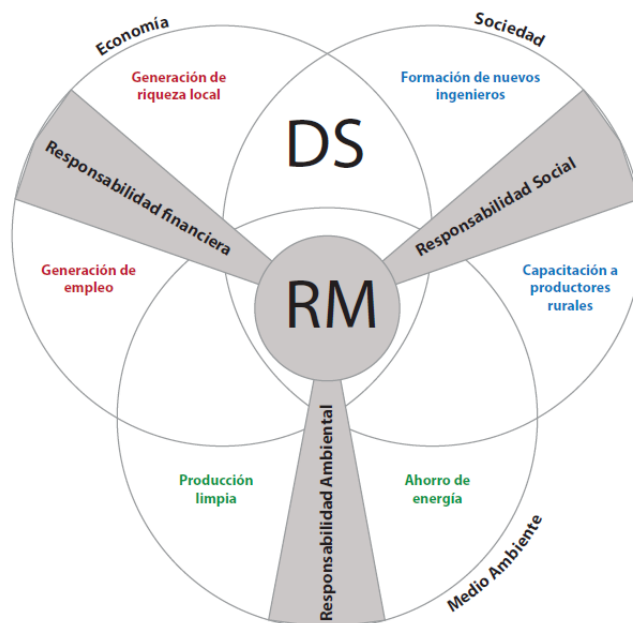 Economía
Sociedad
Generación de
riqueza local
Formación de nuevos
ingenieros
DS
Responsabilidad financiera
Responsabilidad Social
Generación de
empleo
RM
Capacitación a
productores
rurales
Producción
limpia
Responsabilidad Ambiental
Ahorro de
energía
Medio Ambiente